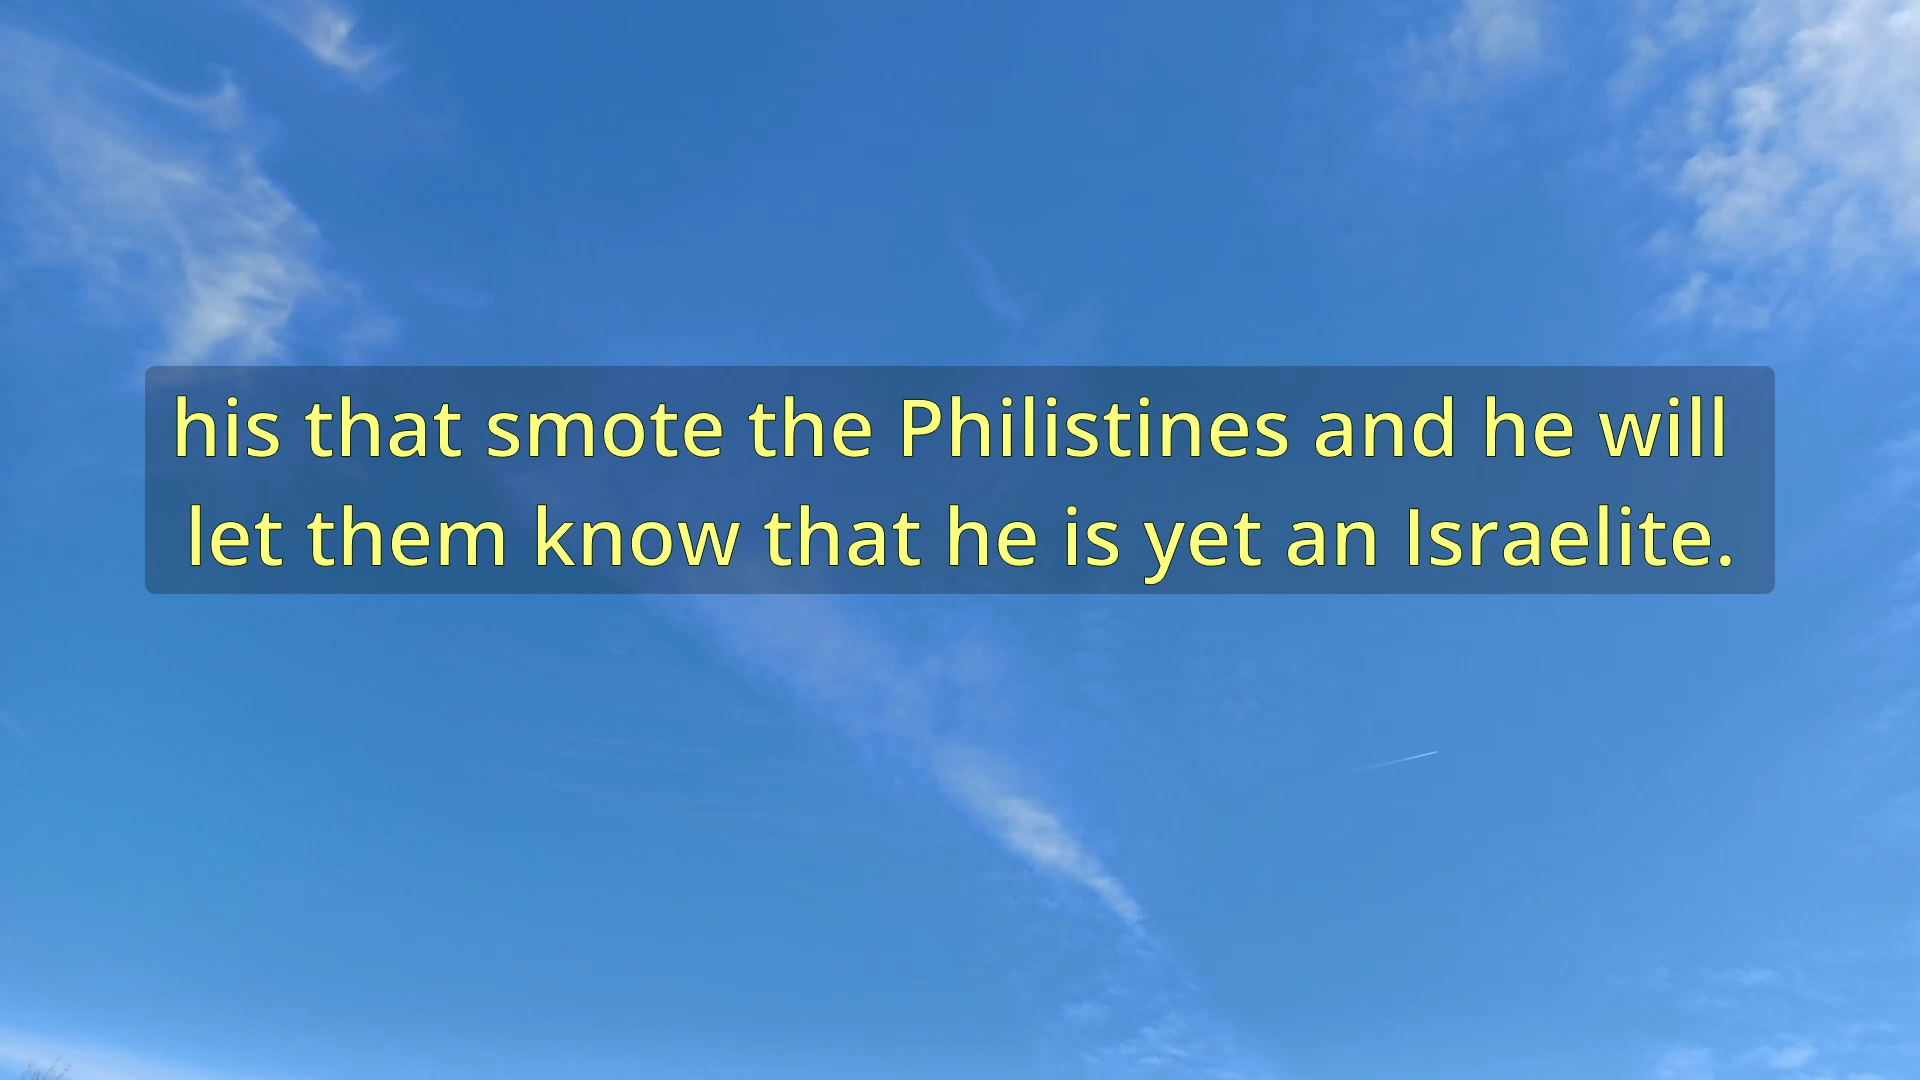 his that smote the Philistines and he will
let them know that he is yet an Israelite.